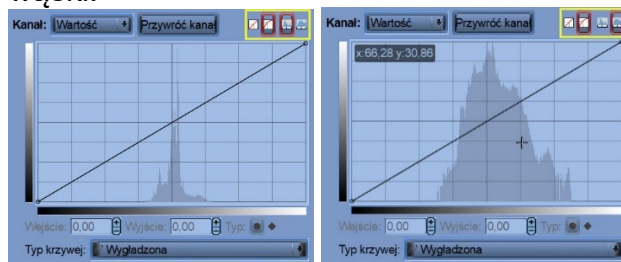 Kanał: Wartość Przywróć kanał
Wejście: 0,00 Wyjście: 0,00 Typ:
Typ krzywej: Wygładzona
Kanał: Wartość Przywróć kanał
x:66,28 y:30,86
Wejście: 0,00 Wyjście: 0,00 Typ:
Typ krzywej: Wygładzona